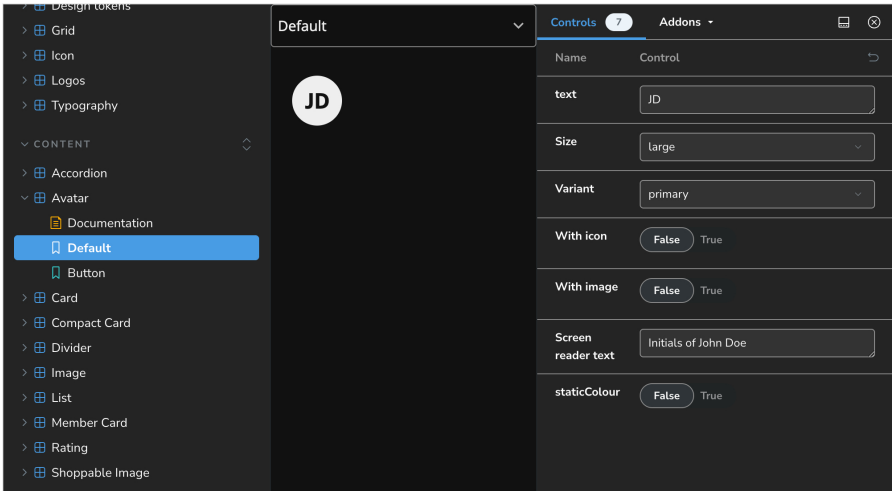 Design tokens
Grid
Icon
Logos
Typography
CONTENT
Accordion
Avatar
Documentation
Default
Button
Card
Compact Card
Divider
Image
List
Member Card
Rating
Shoppable Image
Default
JD
Controls 7 Addons
Name Control
text JD
Size large
Variant primary
With icon False True
With image False True
Screen
reader text Initials of John Doe
staticColour False True